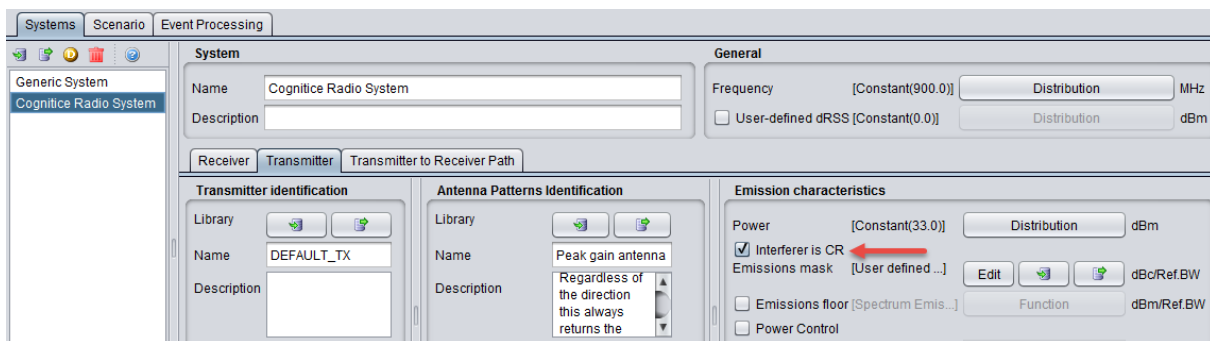 Systems Scenario Event Processing
System
General
Generic System
Cognitice Radio System
Name Cognitice Radio System
Description
Frequency [Constant(900.0)] Distribution MHz
User-defined dRSS [Constant(0.0)] Distribution dBm
Receiver Transmitter Transmitter to Receiver Path
Transmitter identification
Library
Name DEFAULT_TX
Description
Antenna Patterns Identification
Library
Name Peak gain antenna
Description Regardless of
the direction
this always
returns the
Emission characteristics
Power [Constant(33.0)] Distribution dBm
Interferer is CR
Emissions mask [User defined ...] Edit dBc/Ref.BW
Emissions floor [Spectrum Emis...] Function dBm/Ref.BW
Power Control